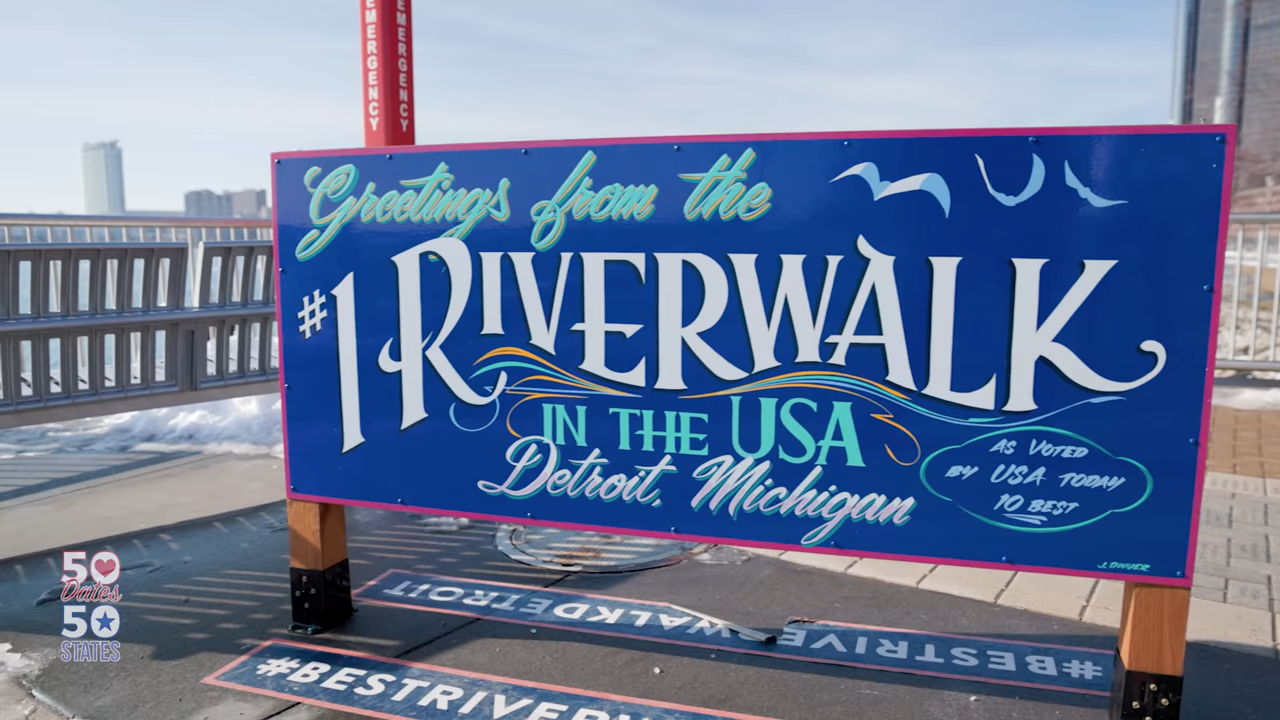 EMERGENCY EMERGENCY
Greetings from the
#1 RIVERWALK
IN THE USA
Detroit, Michigan
AS VOTED
BY USA TODAY
10 BEST
J. DWYER
#BESTRIVERWALKDETROIT
#BESTRIVERW
50
Dates
50
STATES